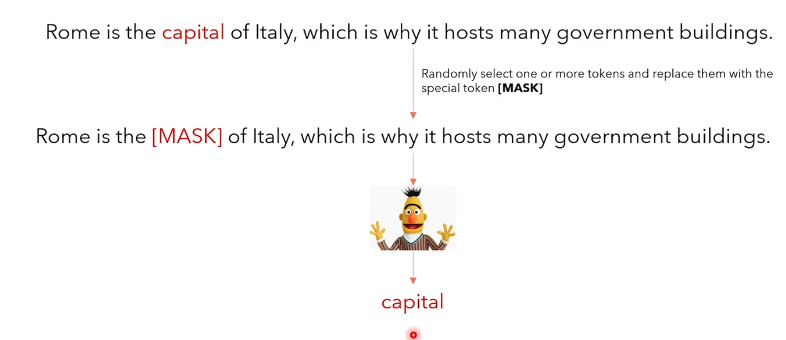 Rome is the capital of Italy, which is why it hosts many government buildings.
Randomly select one or more tokens and replace them with the
special token [MASK]
Rome is the [MASK] of Italy, which is why it hosts many government buildings.
capital